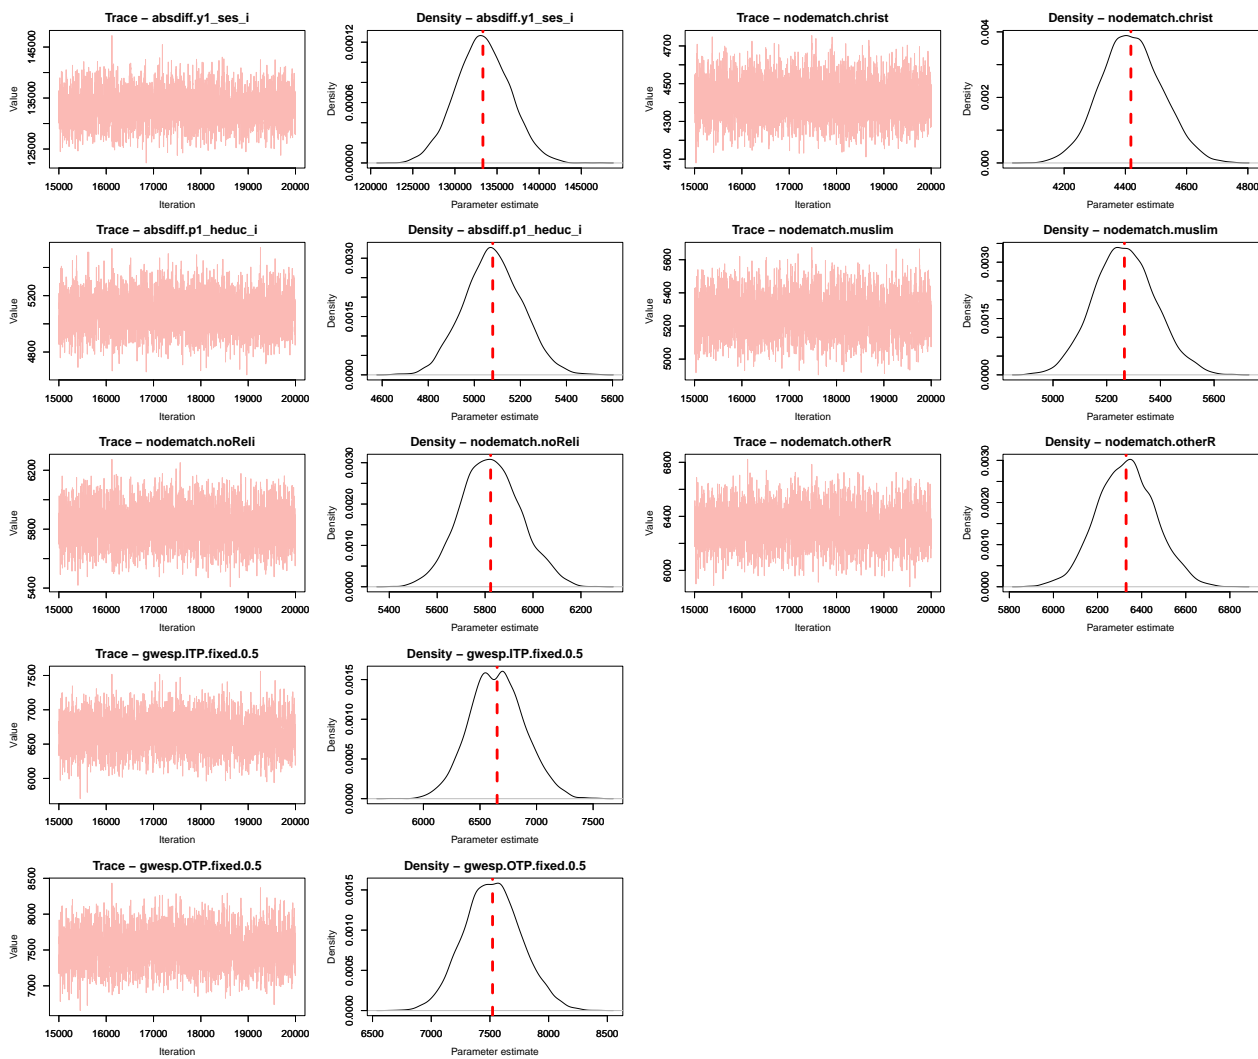 Trace – absdiff.y1_ses_i
Value
125000 135000 145000
15000 16000 17000 18000 19000 20000
Iteration
Density – absdiff.y1_ses_i
Density
0.00000 0.00006 0.00012
120000 125000 130000 135000 140000 145000
Parameter estimate
Trace – nodematch.christ
Value
4100 4300 4500 4700
15000 16000 17000 18000 19000 20000
Iteration
Density – nodematch.christ
Density
0.000 0.002 0.004
4200 4400 4600 4800
Parameter estimate
Trace – absdiff.p1_heduc_i
Value
4800 5200
15000 16000 17000 18000 19000 20000
Iteration
Density – absdiff.p1_heduc_i
Density
0.0000 0.0015 0.0030
4600 4800 5000 5200 5400 5600
Parameter estimate
Trace – nodematch.muslim
Value
5000 5200 5400 5600
15000 16000 17000 18000 19000 20000
Iteration
Density – nodematch.muslim
Density
0.0000 0.0015 0.0030
5000 5200 5400 5600
Parameter estimate
Trace – nodematch.noReli
Value
5400 5800 6200
15000 16000 17000 18000 19000 20000
Iteration
Density – nodematch.noReli
Density
0.0000 0.0010 0.0020 0.0030
5400 5600 5800 6000 6200
Parameter estimate
Trace – nodematch.otherR
Value
6000 6400 6800
15000 16000 17000 18000 19000 20000
Iteration
Density – nodematch.otherR
Density
0.0000 0.0010 0.0020 0.0030
5800 6000 6200 6400 6600 6800
Parameter estimate
Trace – gwesp.ITP.fixed.0.5
Value
6000 6500 7000 7500
15000 16000 17000 18000 19000 20000
Iteration
Density – gwesp.ITP.fixed.0.5
Density
0.0000 0.0005 0.0010 0.0015
6000 6500 7000 7500
Parameter estimate
Trace – gwesp.OTP.fixed.0.5
Value
7000 7500 8000 8500
15000 16000 17000 18000 19000 20000
Iteration
Density – gwesp.OTP.fixed.0.5
Density
0.0000 0.0005 0.0010 0.0015
6500 7000 7500 8000 8500
Parameter estimate